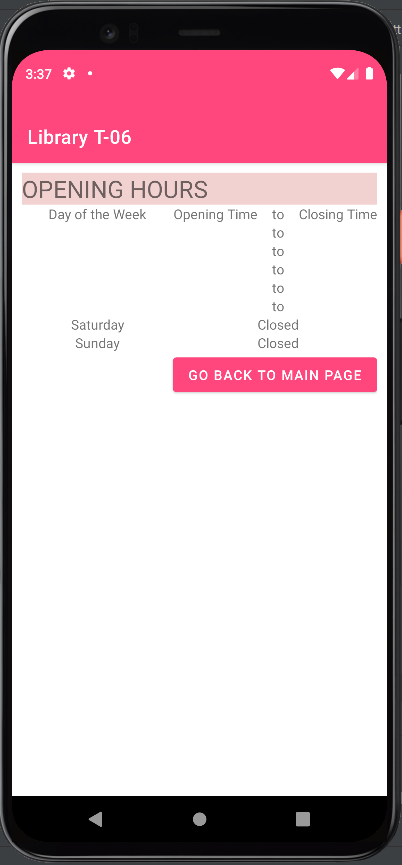 3:37
Library T-06
OPENING HOURS
Day of the Week Opening Time to Closing Time
to
to
to
to
to
Saturday Closed
Sunday Closed
GO BACK TO MAIN PAGE